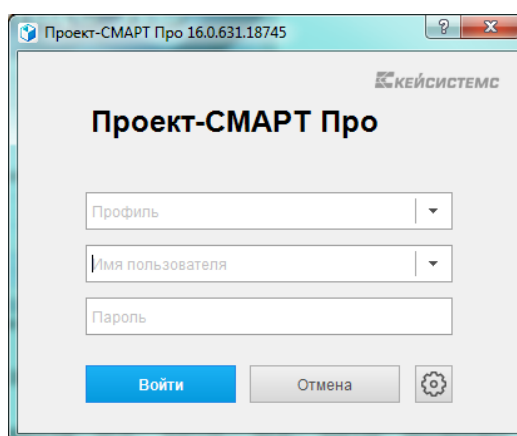 Проект-СМАРТ Про 16.0.631.18745
КЕЙСИСТЕМС
Проект-СМАРТ Про
Профиль
Имя пользователя
Пароль
Войти
Отмена